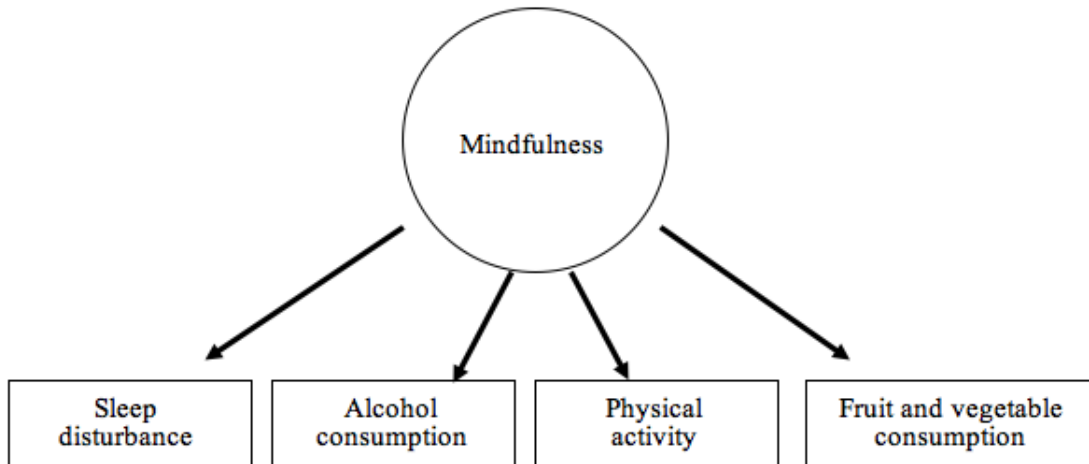 Mindfulness
Sleep
disturbance
Alcohol
consumption
Physical
activity
Fruit and vegetable
consumption